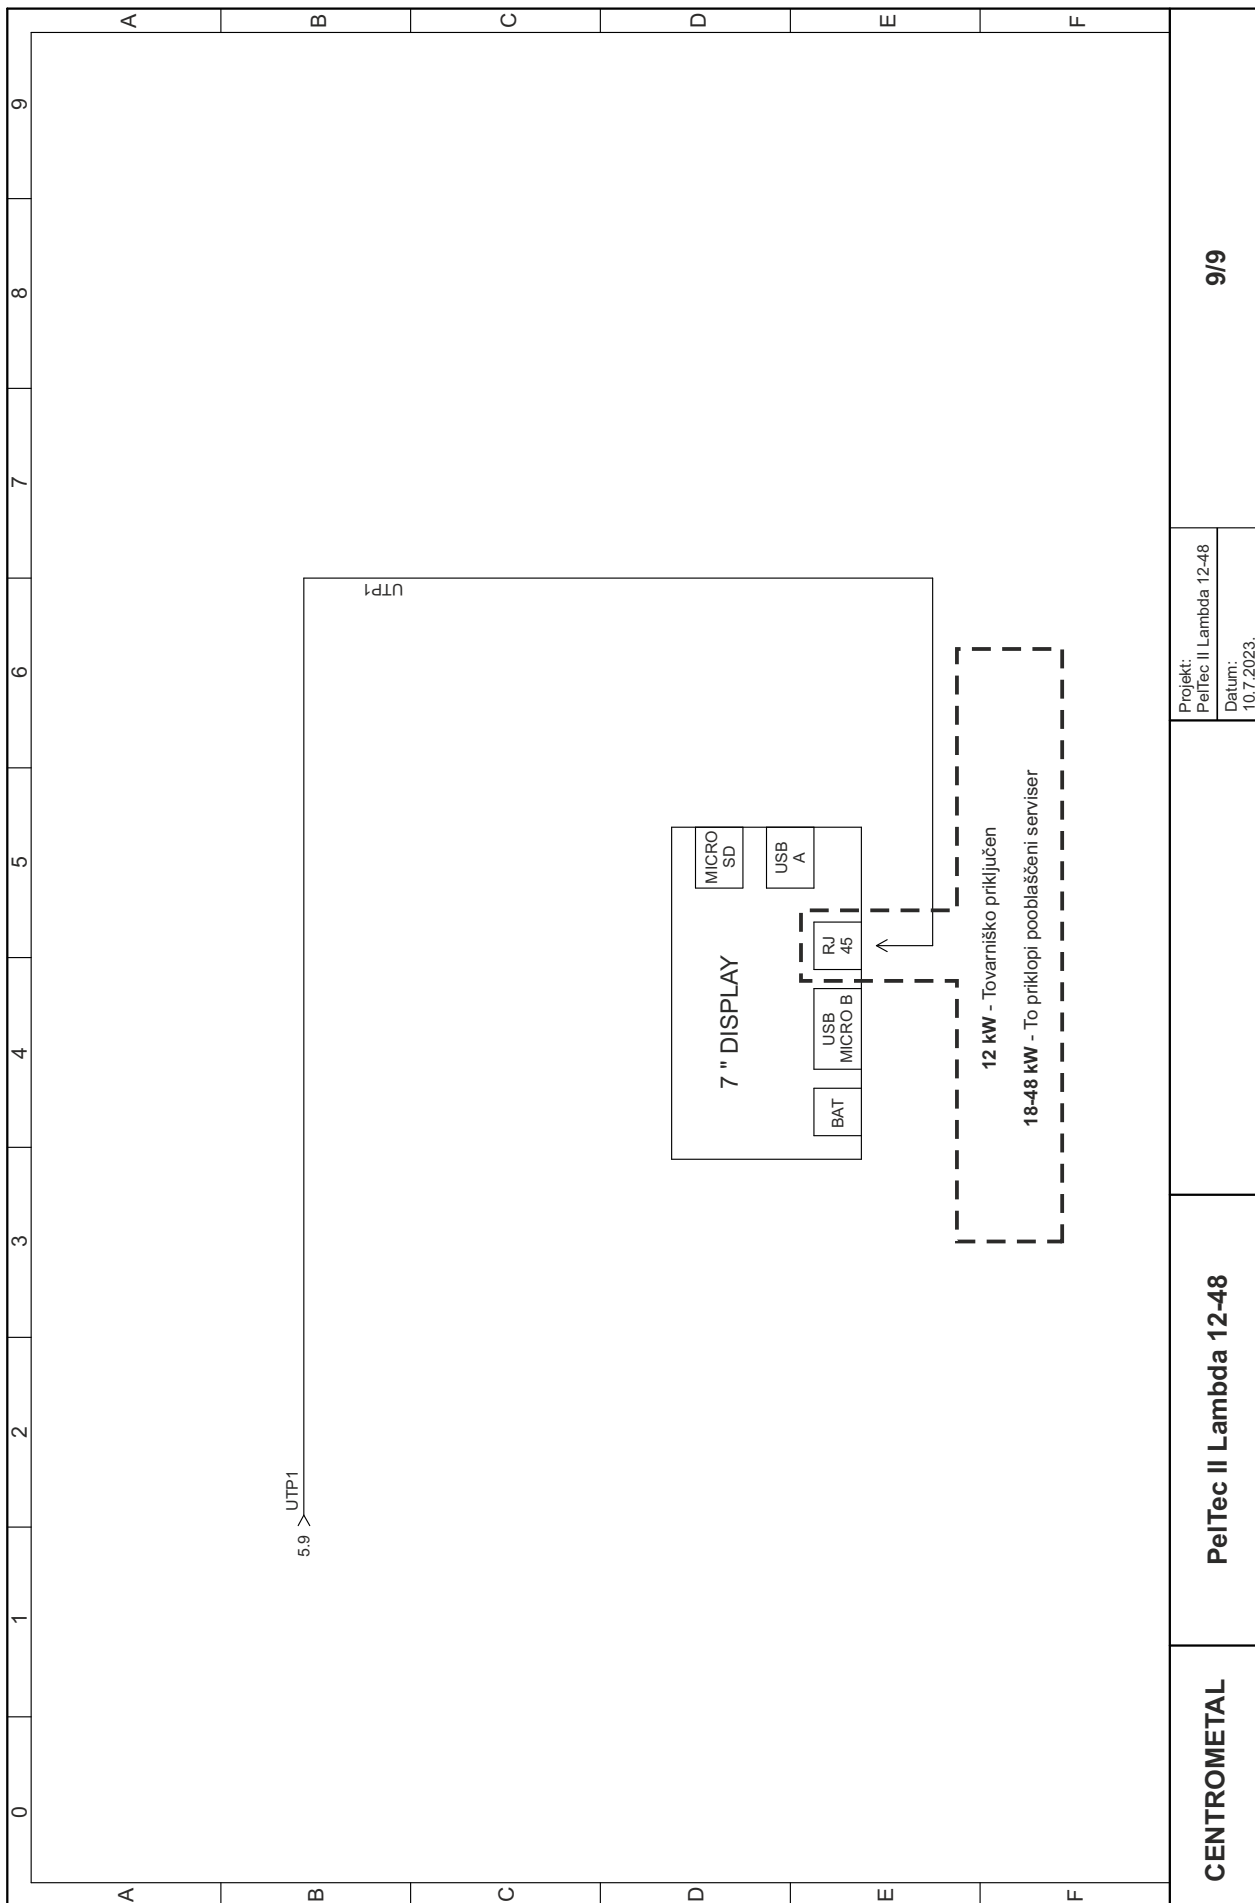 0 1 2 3 4 5 6 7 8 9
A A
B B
C C
D D
E E
F F
5.9
UTP1
UTP1
7 " DISPLAY
MICRO
SD
USB
A
BAT
USB
MICRO B
RJ
45
12 kW - Tovarniško priključen
18-48 kW - To priklopi pooblaščeni serviser
CENTROMETAL
PelTec II Lambda 12-48
Projekt:
PelTec II Lambda 12-48
Datum:
10.7.2023.
9/9